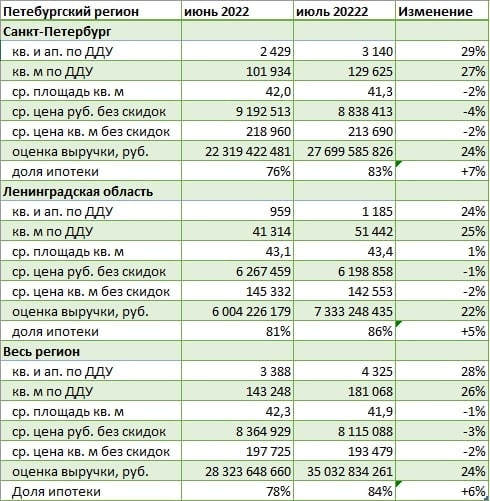 Петебургский регион июнь 2022 июль 20222 Изменение
Санкт-Петербург
кв. и ап. по ДДУ 2 429 3 140 29%
кв. м по ДДУ 101 934 129 625 27%
ср. площадь кв. м 42,0 41,3 -2%
ср. цена руб. без скидок 9 192 513 8 838 413 -4%
ср. цена кв. м без скидок 218 960 213 690 -2%
оценка выручки, руб. 22 319 422 481 27 699 585 826 24%
доля ипотеки 76% 83% +7%
Ленинградская область
кв. и ап. по ДДУ 959 1 185 24%
кв. м по ДДУ 41 314 51 442 25%
ср. площадь кв. м 43,1 43,4 1%
ср. цена руб. без скидок 6 267 459 6 198 858 -1%
ср. цена кв. м без скидок 145 332 142 553 -2%
оценка выручки, руб. 6 004 226 179 7 333 248 435 22%
доля ипотеки 81% 86% +5%
Весь регион
кв. и ап. по ДДУ 3 388 4 325 28%
кв. м по ДДУ 143 248 181 068 26%
ср. площадь кв. м 42,3 41,9 -1%
ср. цена руб. без скидок 8 364 929 8 115 088 -3%
ср. цена кв. м без скидок 197 725 193 479 -2%
оценка выручки, руб. 28 323 648 660 35 032 834 261 24%
Доля ипотеки 78% 84% +6%